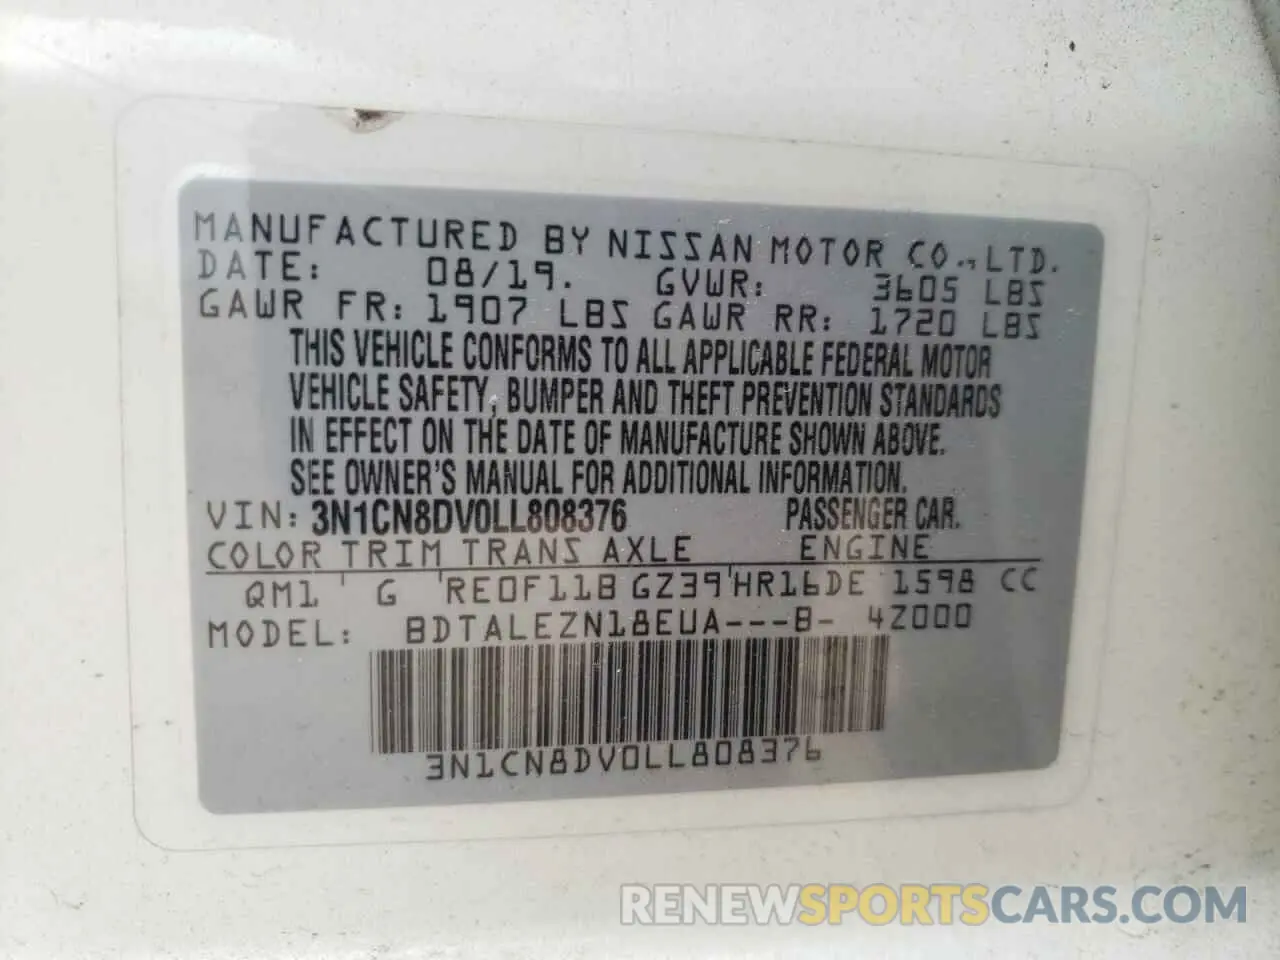 MANUFACTURED BY NISSAN MOTOR CO., LTD.
DATE: 08/19. GVWR: 3605 LBS
GAWR FR: 1907 LBS GAWR RR: 1720 LBS
THIS VEHICLE CONFORMS TO ALL APPLICABLE FEDERAL MOTOR
VEHICLE SAFETY, BUMPER AND THEFT PREVENTION STANDARDS
IN EFFECT ON THE DATE OF MANUFACTURE SHOWN ABOVE.
SEE OWNER'S MANUAL FOR ADDITIONAL INFORMATION.
VIN: 3N1CN8DV0LL808376 PASSENGER CAR.
COLOR TRIM TRANS AXLE ENGINE
QM1 ' G 'RE0F11B GZ39'HR16DE 1598 CC
MODEL: BDTALEZN18EUA---B- 4Z000
3N1CN8DV0LL808376
RENEWSPORTSCARS.COM